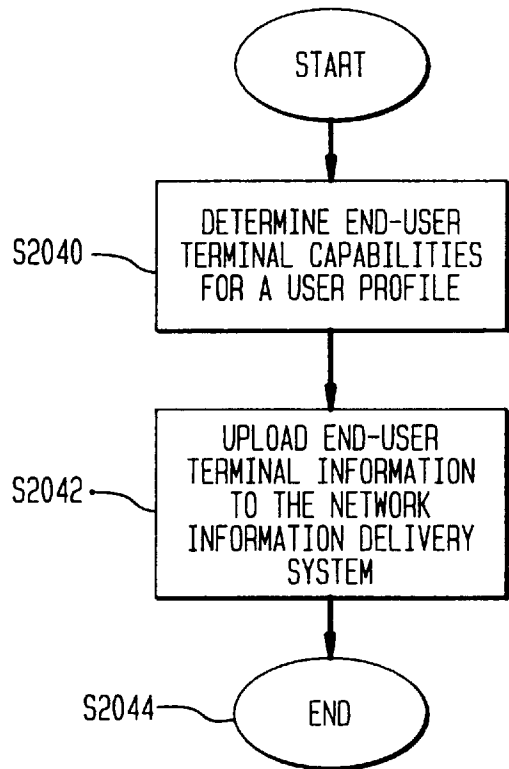 START
S2040
DETERMINE END-USER
TERMINAL CAPABILITIES
FOR A USER PROFILE
S2042
UPLOAD END-USER
TERMINAL INFORMATION
TO THE NETWORK
INFORMATION DELIVERY
SYSTEM
S2044
END